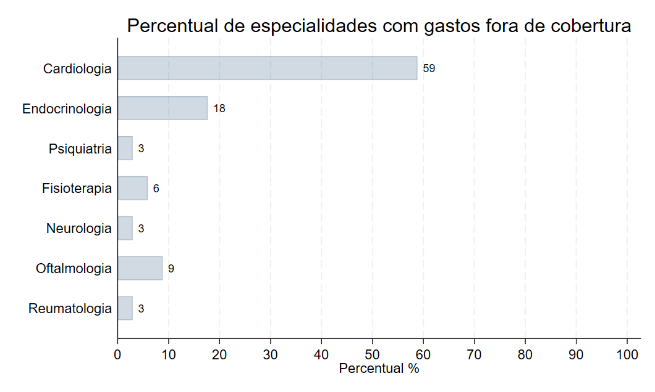 Percentual de especialidades com gastos fora de cobertura
Cardiologia 59
Endocrinologia 18
Psiquiatria 3
Fisioterapia 6
Neurologia 3
Oftalmologia 9
Reumatologia 3
0 10 20 30 40 50 60 70 80 90 100
Percentual %